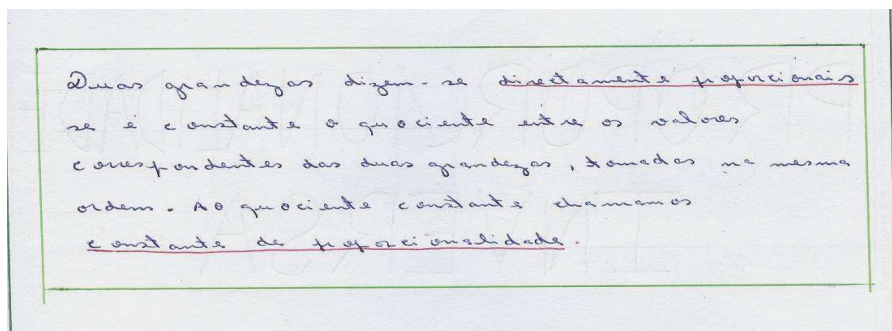 Duas grandezas dizem-se directamente proporcionais
se é constante o quociente entre os valores
correspondentes das duas grandezas, tomadas na mesma
ordem. Ao quociente constante chamamos
constante de proporcionalidade.